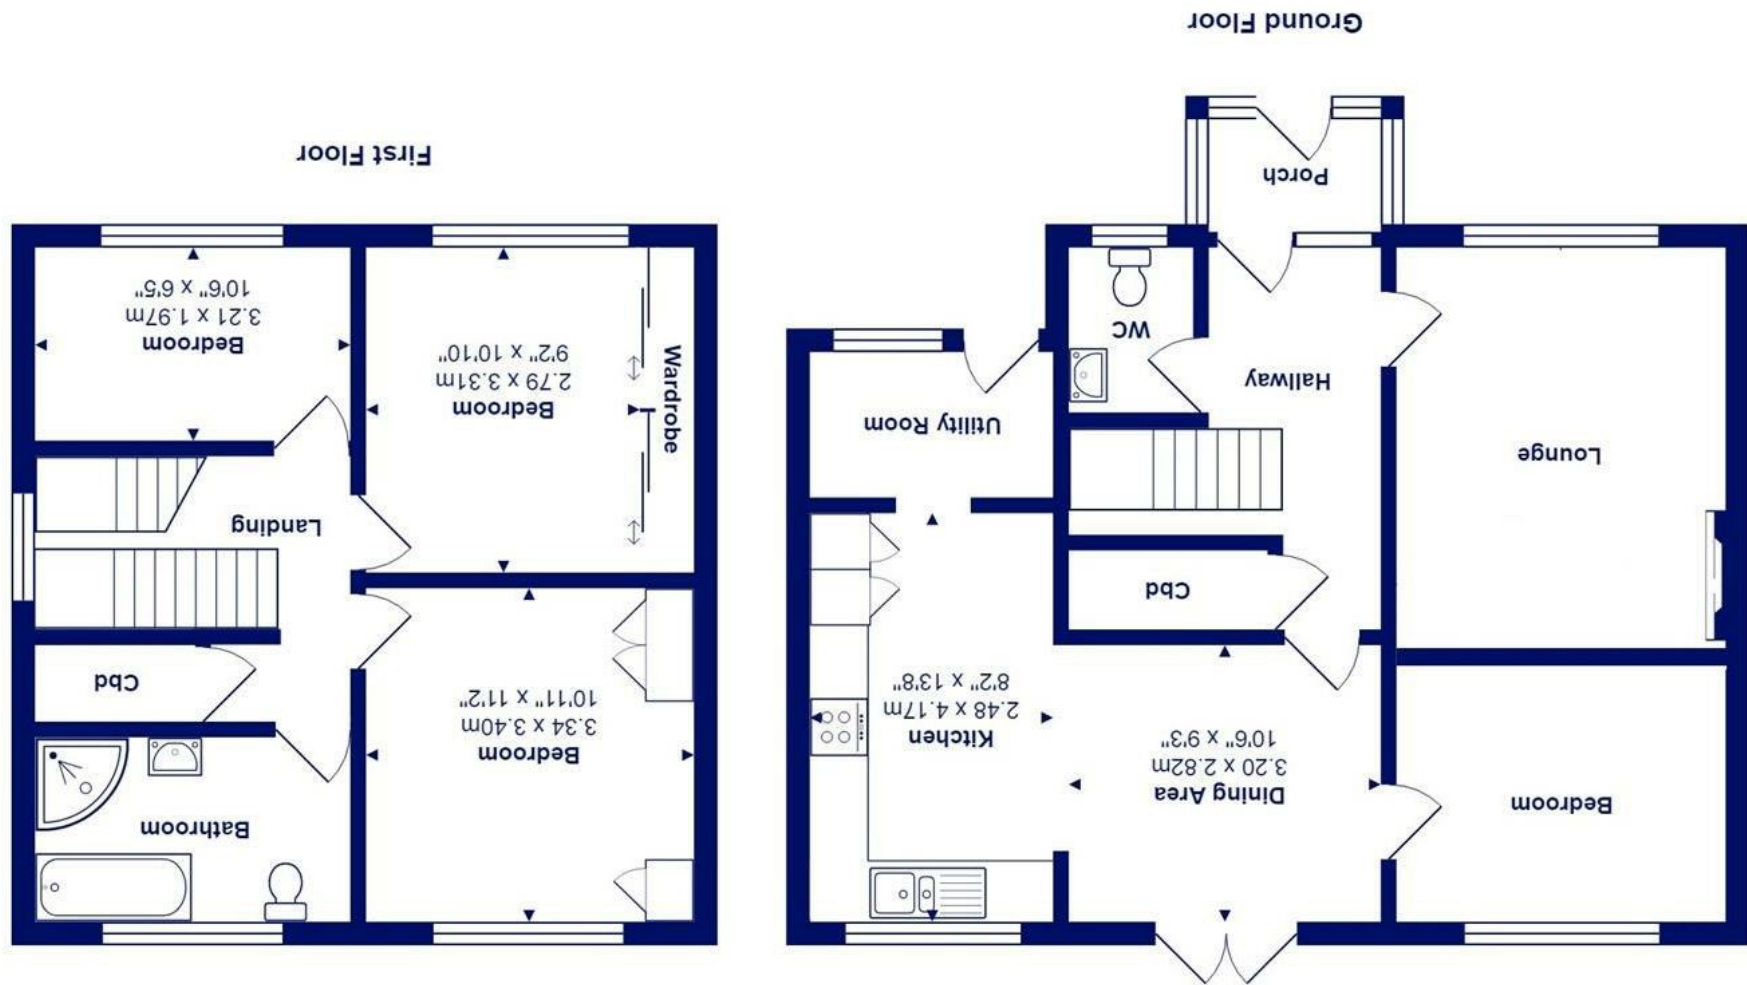 Bedroom
Dining Area
3.20 x 2.82m
10'6" x 9'3"
Kitchen
2.48 x 4.17m
8'2" x 13'8"
Cbd
Lounge
Utility Room
Hallway
WC
Porch
Ground Floor
Bathroom
Bedroom
3.34 x 3.40m
10'11" x 11'2"
Cbd
Landing
Wardrobe
Bedroom
2.79 x 3.31m
9'2" x 10'10"
Bedroom
3.21 x 1.97m
10'6" x 6'5"
First Floor